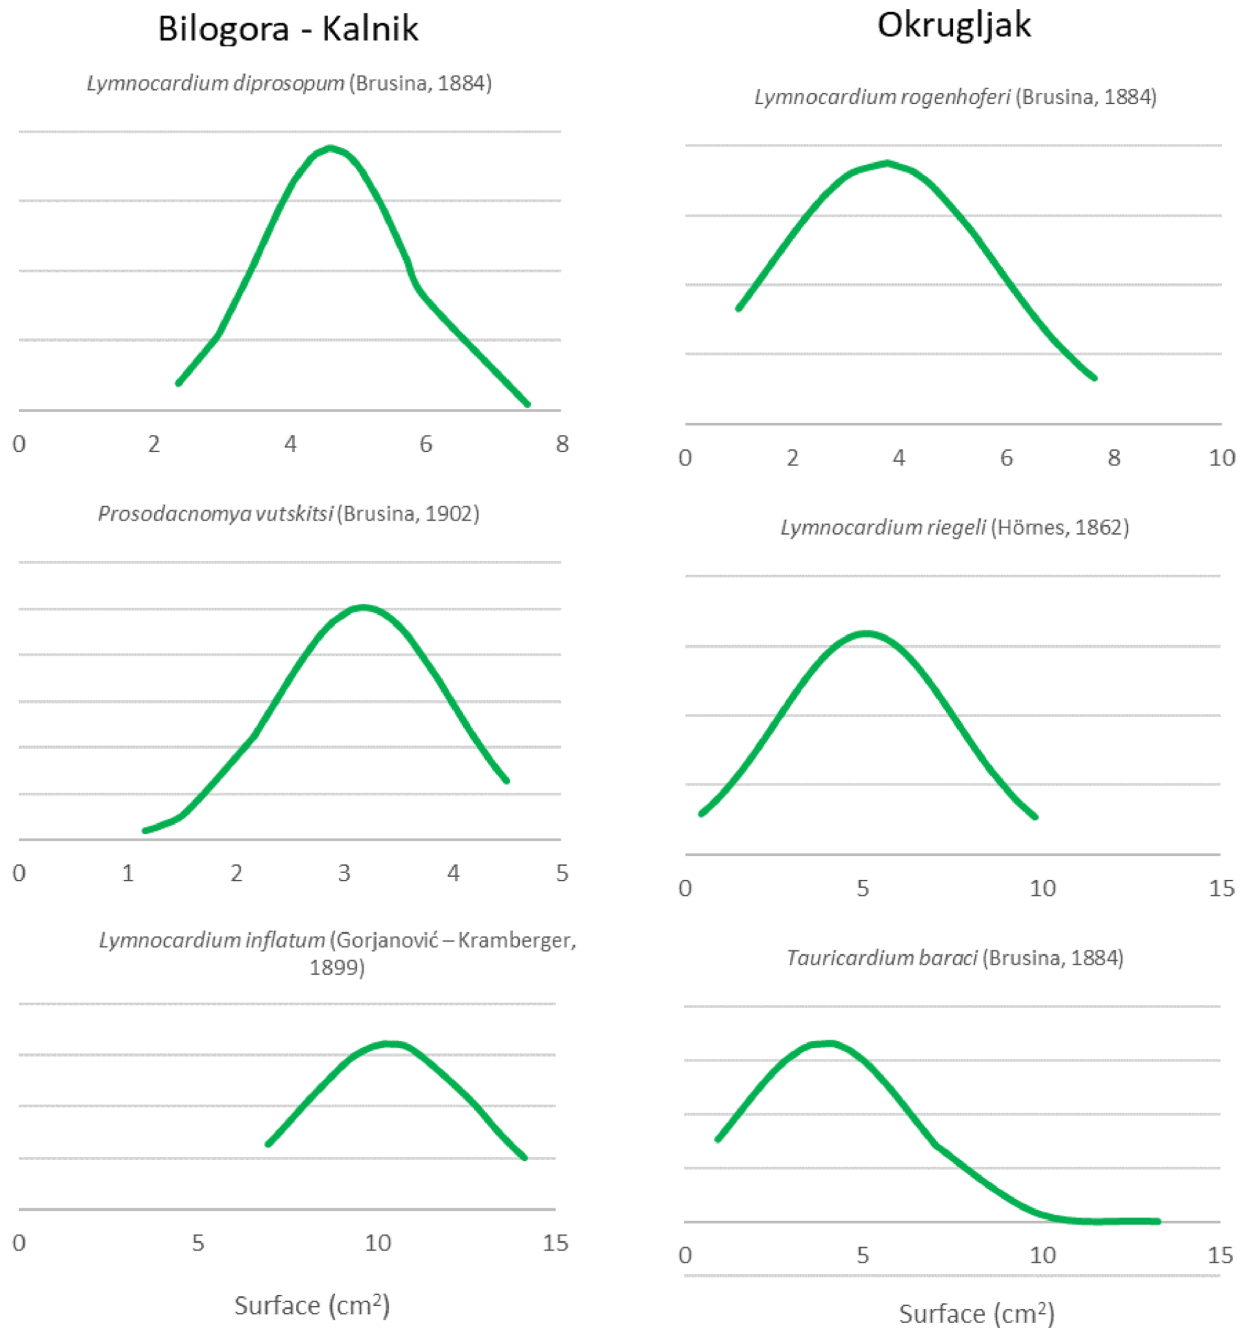 Bilogora - Kalnik
Lymnocardium diprosopum (Brusina, 1884)
0 2 4 6 8
Prosodacnomya vutskitsi (Brusina, 1902)
0 1 2 3 4 5
Lymnocardium inflatum (Gorjanović – Kramberger,
1899)
0 5 10 15
Surface (cm²)
Okrugljak
Lymnocardium rogenhoferi (Brusina, 1884)
0 2 4 6 8 10
Lymnocardium riegeli (Hörnes, 1862)
0 5 10 15
Tauricardium baraci (Brusina, 1884)
0 5 10 15
Surface (cm²)